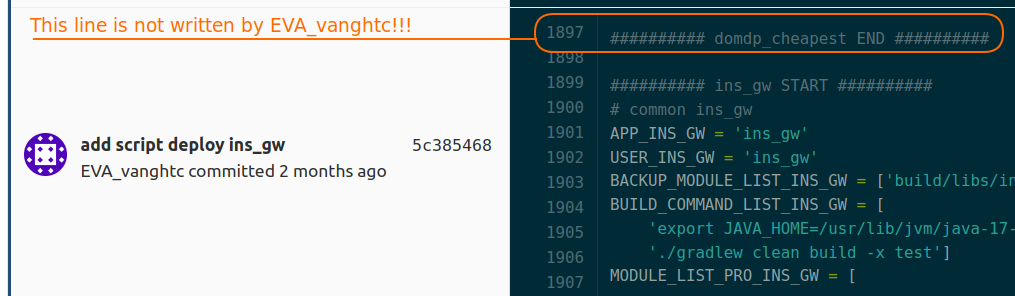 This line is not written by EVA_vanghtc!!!
add script deploy ins_gw
5c385468
EVA_vanghtc committed 2 months ago
1897 ########## domdp_cheapest END ##########
1898
1899 ########## ins_gw START ##########
1900 # common ins_gw
1901 APP_INS_GW = 'ins_gw'
1902 USER_INS_GW = 'ins_gw'
1903 BACKUP_MODULE_LIST_INS_GW = ['build/libs/in
1904 BUILD_COMMAND_LIST_INS_GW = [
1905 'export JAVA_HOME=/usr/lib/jvm/java-17-
1906 './gradlew clean build -x test']
1907 MODULE_LIST_PRO_INS_GW = [